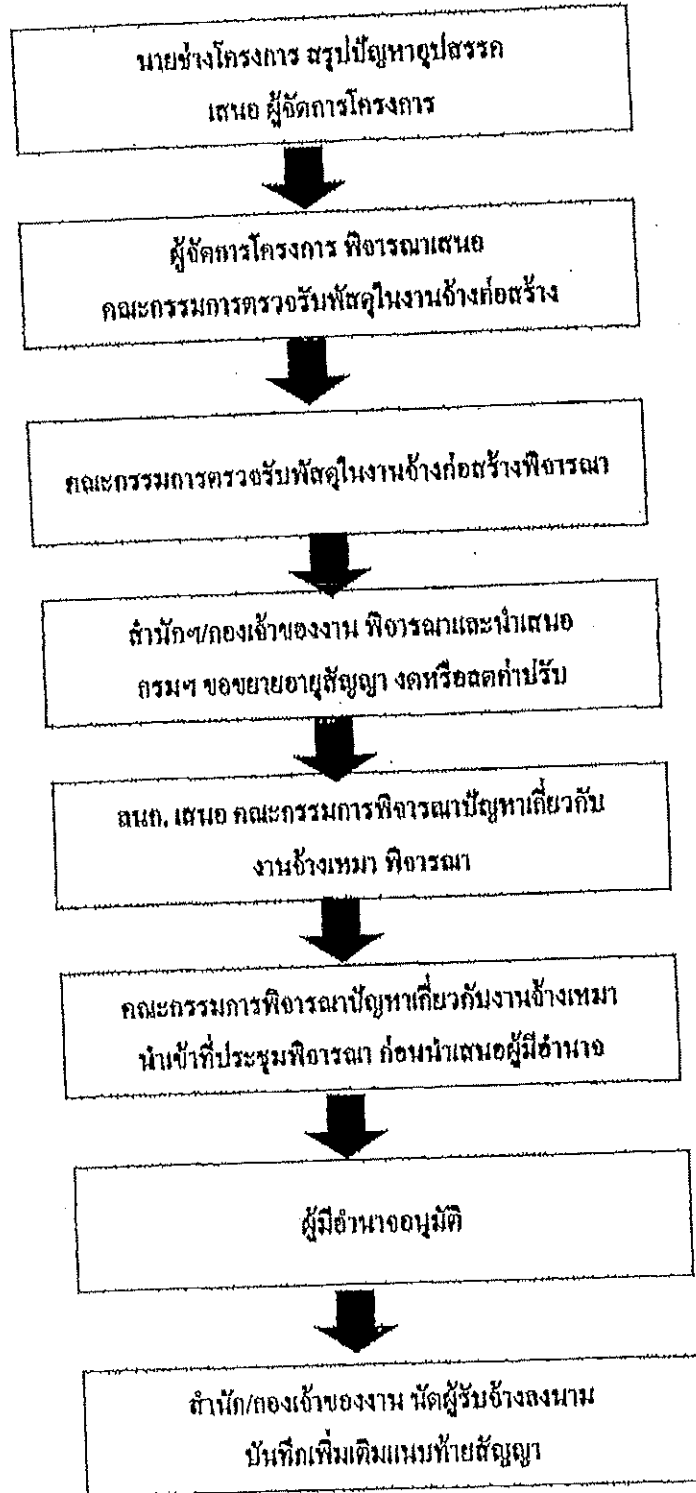 นายช่างโครงการ สรุปปัญหาอุปสรรค
เสนอ ผู้จัดการโครงการ
ผู้จัดการโครงการ พิจารณาเสนอ
คณะกรรมการตรวจรับพัสดุในงานจ้างก่อสร้าง
คณะกรรมการตรวจรับพัสดุในงานจ้างก่อสร้างพิจารณา
สำนักฯ/กองเจ้าของงาน พิจารณาและนำเสนอ
กรมฯ ขอขยายอายุสัญญา งดหรือลดค่าปรับ
ลนก. เสนอ คณะกรรมการพิจารณาปัญหาเกี่ยวกับ
งานจ้างเหมา พิจารณา
คณะกรรมการพิจารณาปัญหาเกี่ยวกับงานจ้างเหมา
นำเข้าที่ประชุมพิจารณา ก่อนนำเสนอผู้มีอำนาจ
ผู้มีอำนาจอนุมัติ
สำนัก/กองเจ้าของงาน นัดผู้รับจ้างลงนาม
บันทึกเพิ่มเติมแนบท้ายสัญญา